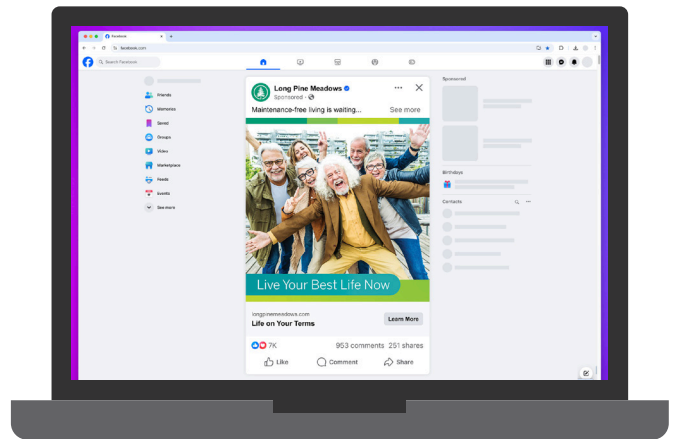 Facebook
facebook.com
Search Facebook
Friends
Memories
Saved
Groups
Video
Marketplace
Feeds
Events
See more
Long Pine Meadows
Sponsored ·
Maintenance-free living is waiting... See more
Live Your Best Life Now
longpinemeadows.com
Life on Your Terms
Learn More
7K 953 comments 251 shares
Like Comment Share
Sponsored
Birthdays
Contacts